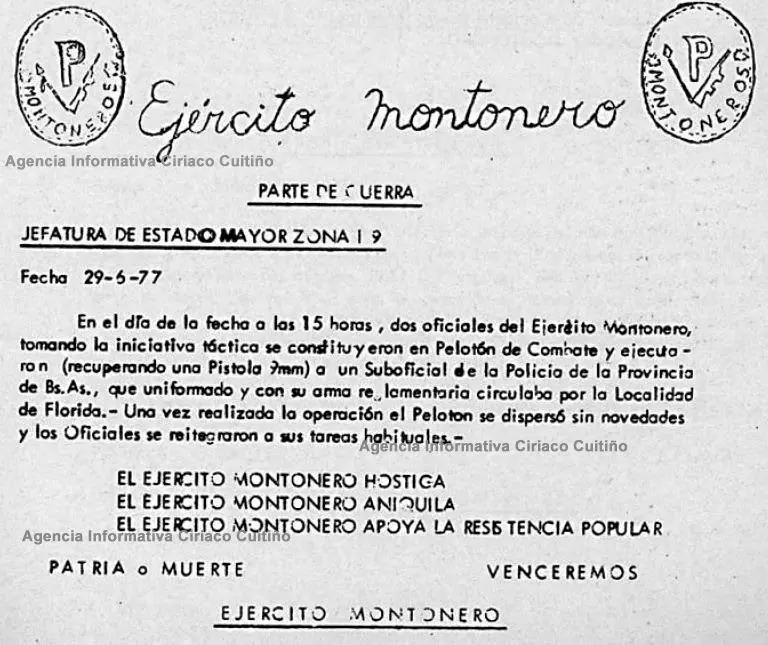 P
MONTONEROS
P
MONTONEROS
Ejército Montonero
Agencia Informativa Ciriaco Cuitiño
PARTE DE GUERRA
JEFATURA DE ESTADO MAYOR ZONA I 9
Fecha 29-6-77
En el día de la fecha a las 15 horas , dos oficiales del Ejercito Montonero,
tomando la iniciativa táctica se constituyeron en Pelotón de Combate y ejecuta -
ron (recuperando una Pistola 9mm) a un Suboficial de la Policia de la Provincia
de Bs.As., que uniformado y con su arma re lamentaria circulaba por la Localidad
de Florida.- Una vez realizada la operación el Peloton se dispersó sin novedades
y los Oficiales se reitegraron a sus tareas habituales.-
Agencia Informativa Ciriaco Cuitiño
EL EJERCITO MONTONERO HOSTIGA
EL EJERCITO MONTONERO ANIQUILA
EL EJERCITO MONTONERO APOYA LA RESISTENCIA POPULAR
Agencia Informativa Ciriaco Cuitiño
PATRIA o MUERTE VENCEREMOS
EJERCITO MONTONERO